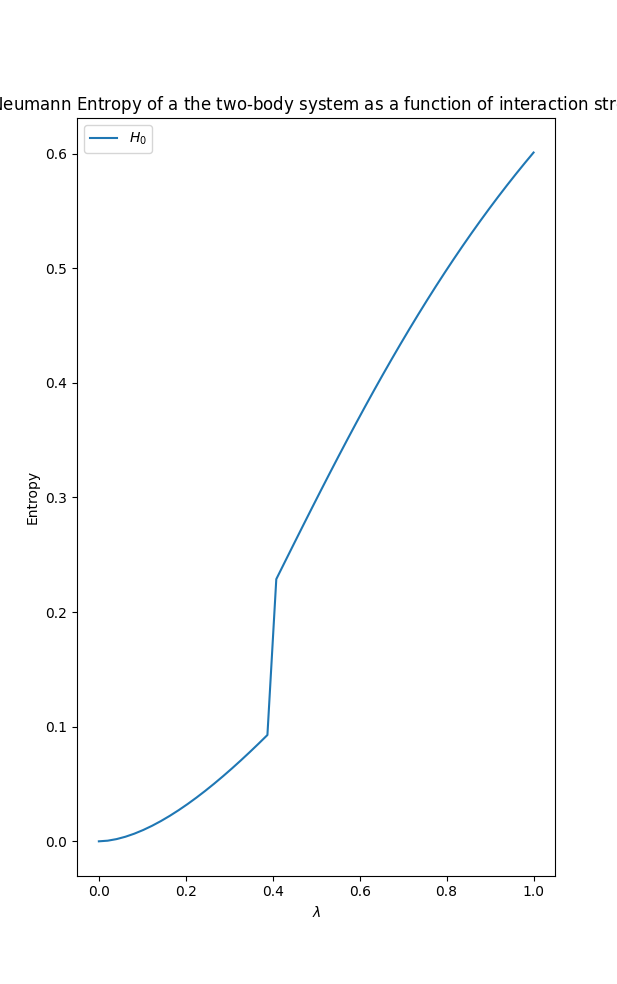 Neumann Entropy of a the two-body system as a function of interaction str
H₀
0.6
0.5
0.4
0.3
0.2
0.1
0.0
Entropy
0.0 0.2 0.4 0.6 0.8 1.0
λ